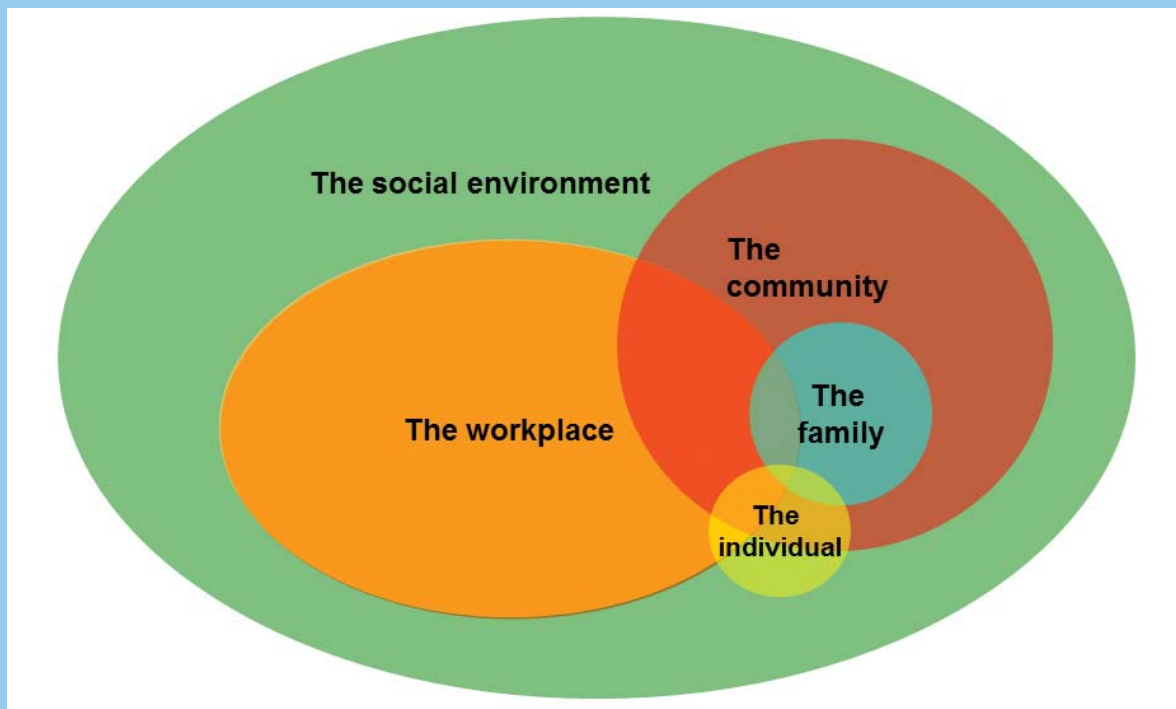 The social environment
The
community
The workplace
The
family
The
individual